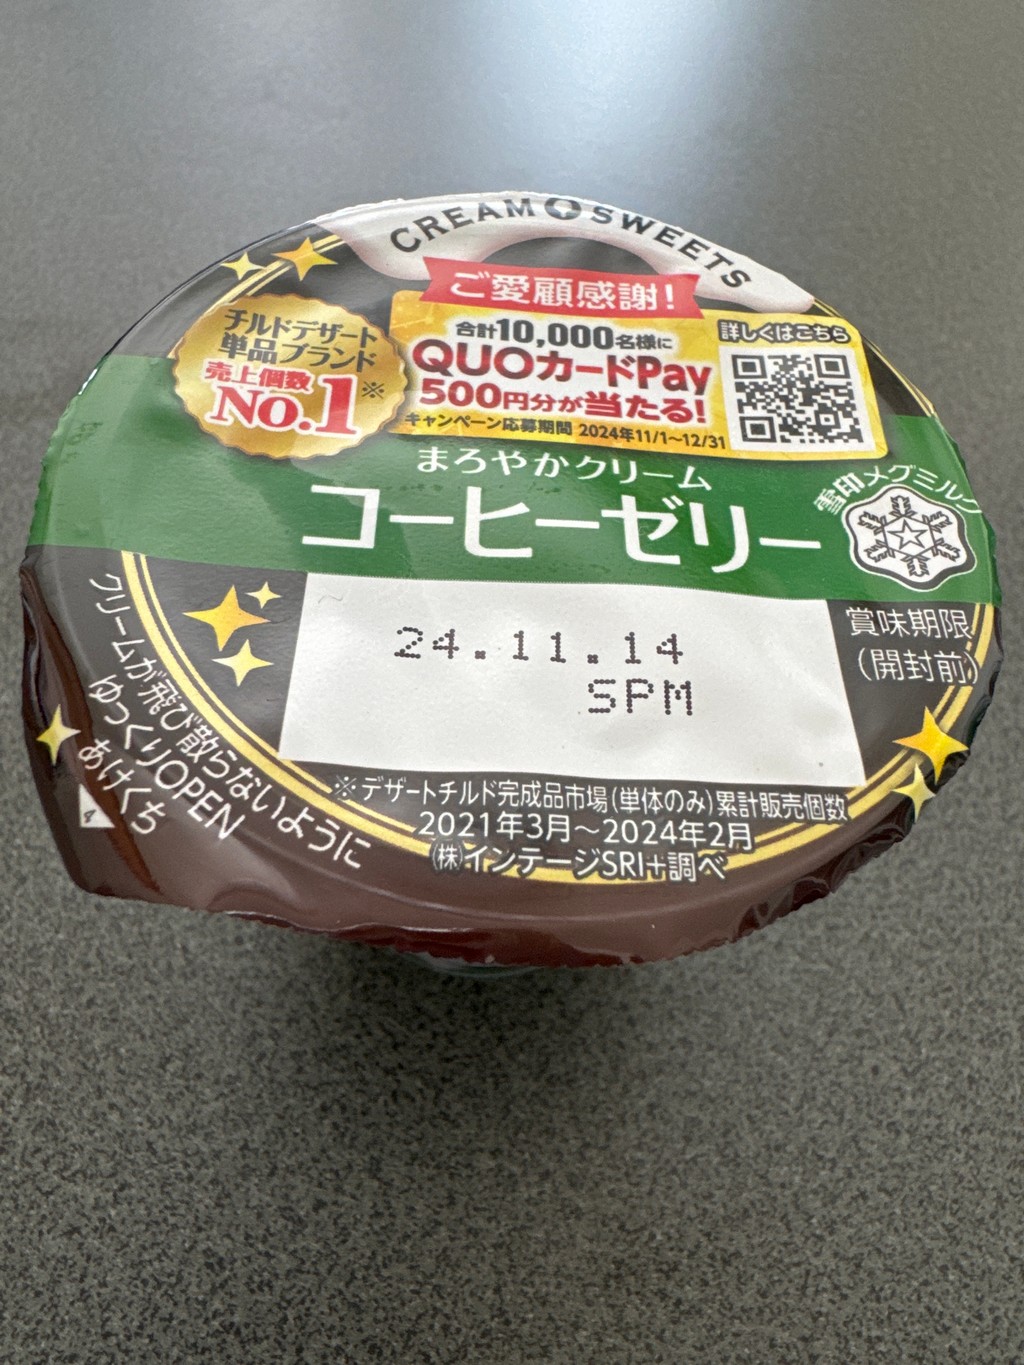 CREAM SWEETS
ご愛顧感謝!
チルドデザート
単品ブランド
売上個数
No.1※
合計10,000名様に
QUOカードPay
500円分が当たる!
キャンペーン応募期間 2024年11/1〜12/31
詳しくはこちら
まろやかクリーム
コーヒーゼリー
雪印メグミルク
24.11.14
SPM
賞味期限
(開封前)
※デザートチルド完成品市場(単体のみ)累計販売個数
2021年3月〜2024年2月
(株)インテージSRI+調べ
クリームが飛び散らないように
ゆっくりOPEN
あけくち
4